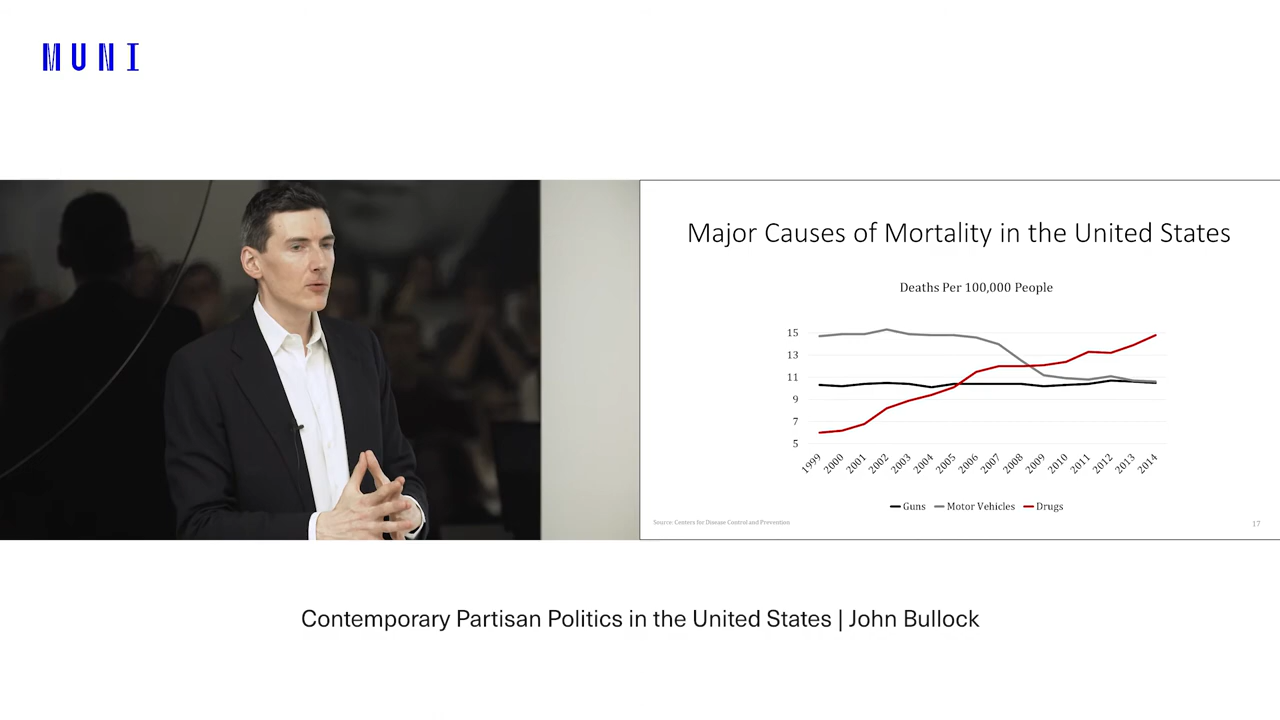 MUNI
Major Causes of Mortality in the United States
Deaths Per 100,000 People
15
13
11
9
7
5
1999 2000 2001 2002 2003 2004 2005 2006 2007 2008 2009 2010 2011 2012 2013 2014
Guns Motor Vehicles Drugs
Source: Centers for Disease Control and Prevention
17
Contemporary Partisan Politics in the United States | John Bullock